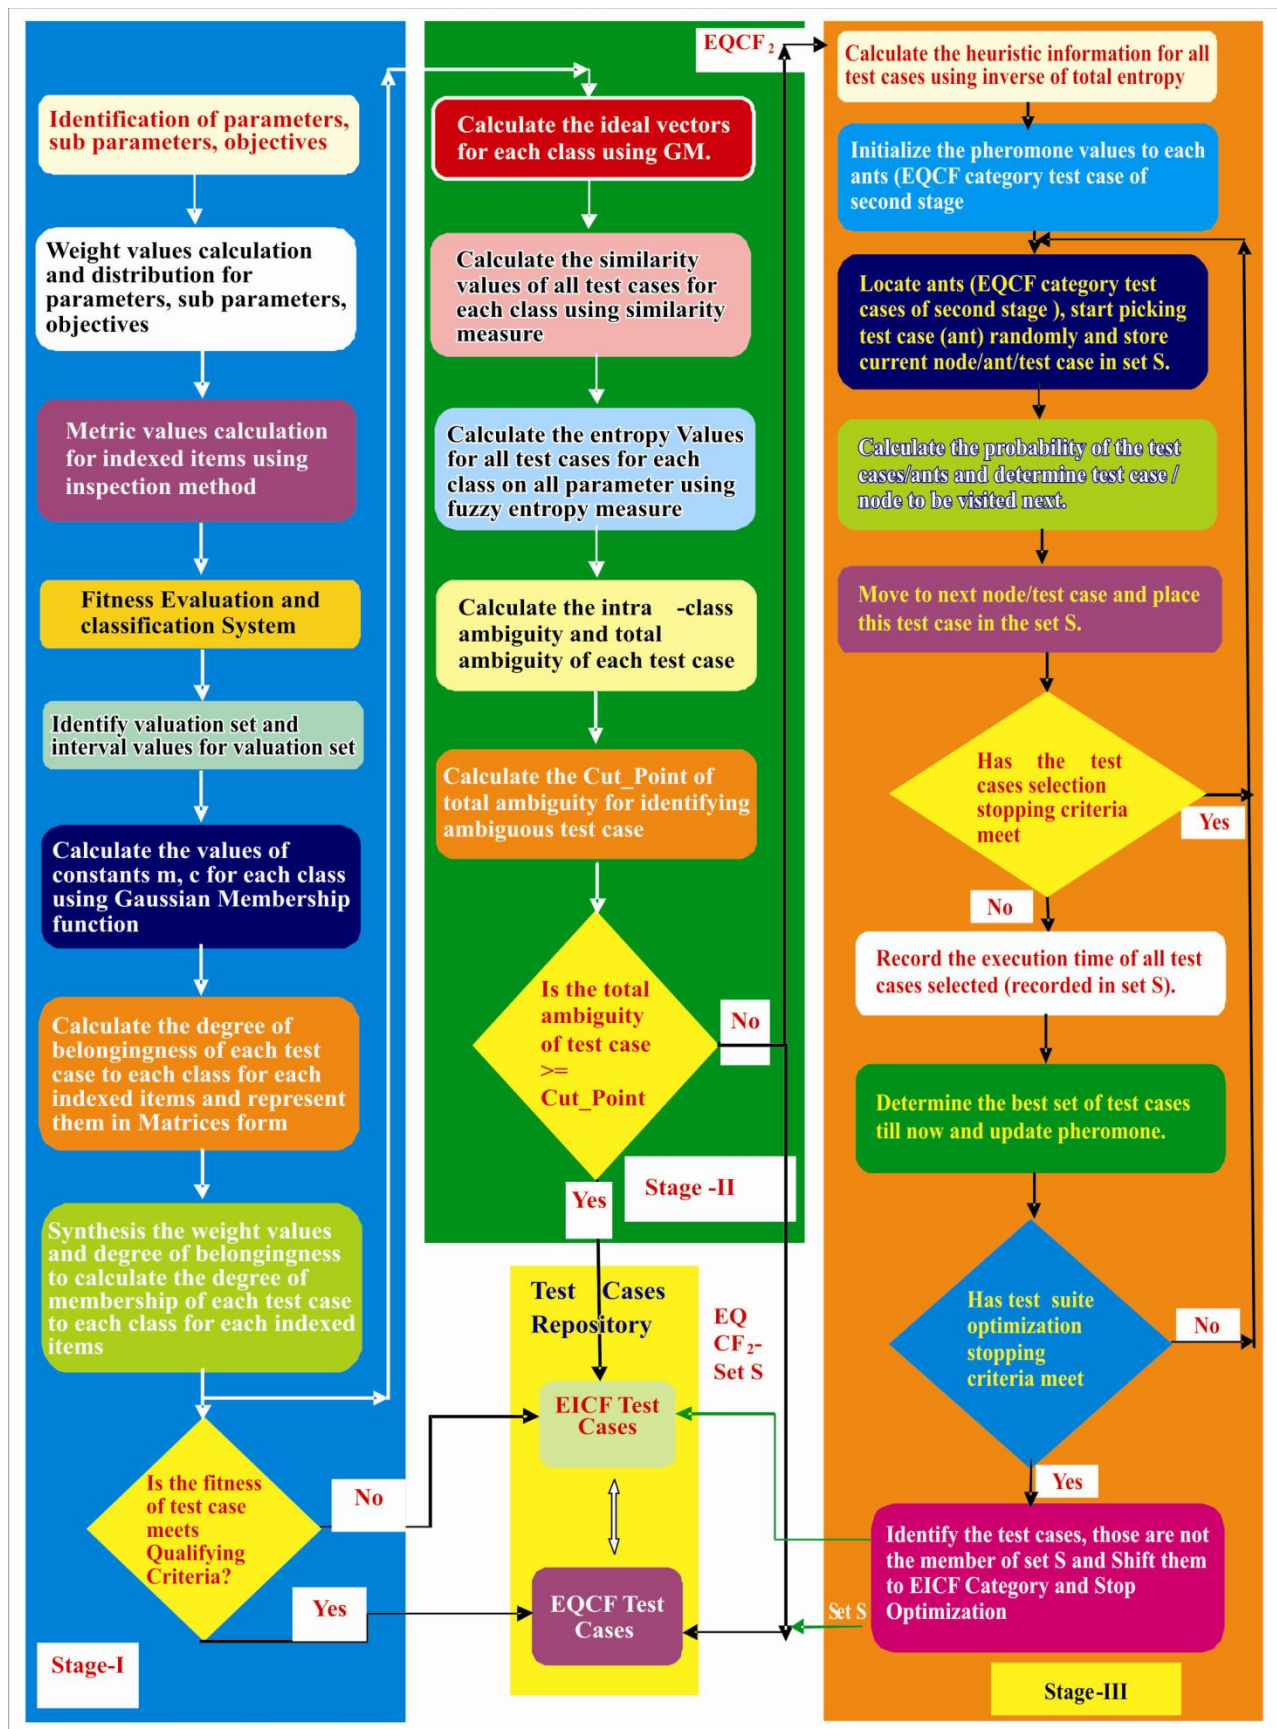 Identification of parameters,
sub parameters, objectives
Weight values calculation
and distribution for
parameters, sub parameters,
objectives
Metric values calculation
for indexed items using
inspection method
Fitness Evaluation and
classification System
Identify valuation set and
interval values for valuation set
Calculate the values of
constants m, c for each class
using Gaussian Membership
function
Calculate the degree of
belongingness of each test
case to each class for each
indexed items and represent
them in Matrices form
Synthesis the weight values
and degree of belongingness
to calculate the degree of
membership of each test case
to each class for each indexed
items
Is the fitness
of test case
meets
Qualifying
Criteria?
No
Yes
Stage-I
Calculate the ideal vectors
for each class using GM.
Calculate the similarity
values of all test cases for
each class using similarity
measure
Calculate the entropy Values
for all test cases for each
class on all parameter using
fuzzy entropy measure
Calculate the intra -class
ambiguity and total
ambiguity of each test case
Calculate the Cut_Point of
total ambiguity for identifying
ambiguous test case
Is the total
ambiguity
of test case
>=
Cut_Point
No
Yes
Stage -II
Test Cases
Repository
EICF Test
Cases
EQCF Test
Cases
EQ
CF2-
Set S
EQCF2
Calculate the heuristic information for all
test cases using inverse of total entropy
Initialize the pheromone values to each
ants (EQCF category test case of
second stage
Locate ants (EQCF category test
cases of second stage ), start picking
test case (ant) randomly and store
current node/ant/test case in set S.
Calculate the probability of the test
cases/ants and determine test case /
node to be visited next.
Move to next node/test case and place
this test case in the set S.
Has the test
cases selection
stopping criteria
meet
Yes
No
Record the execution time of all test
cases selected (recorded in set S).
Determine the best set of test cases
till now and update pheromone.
Has test suite
optimization
stopping
criteria meet
No
Yes
Identify the test cases, those are not
the member of set S and Shift them
to EICF Category and Stop
Optimization
Set S
Stage-III